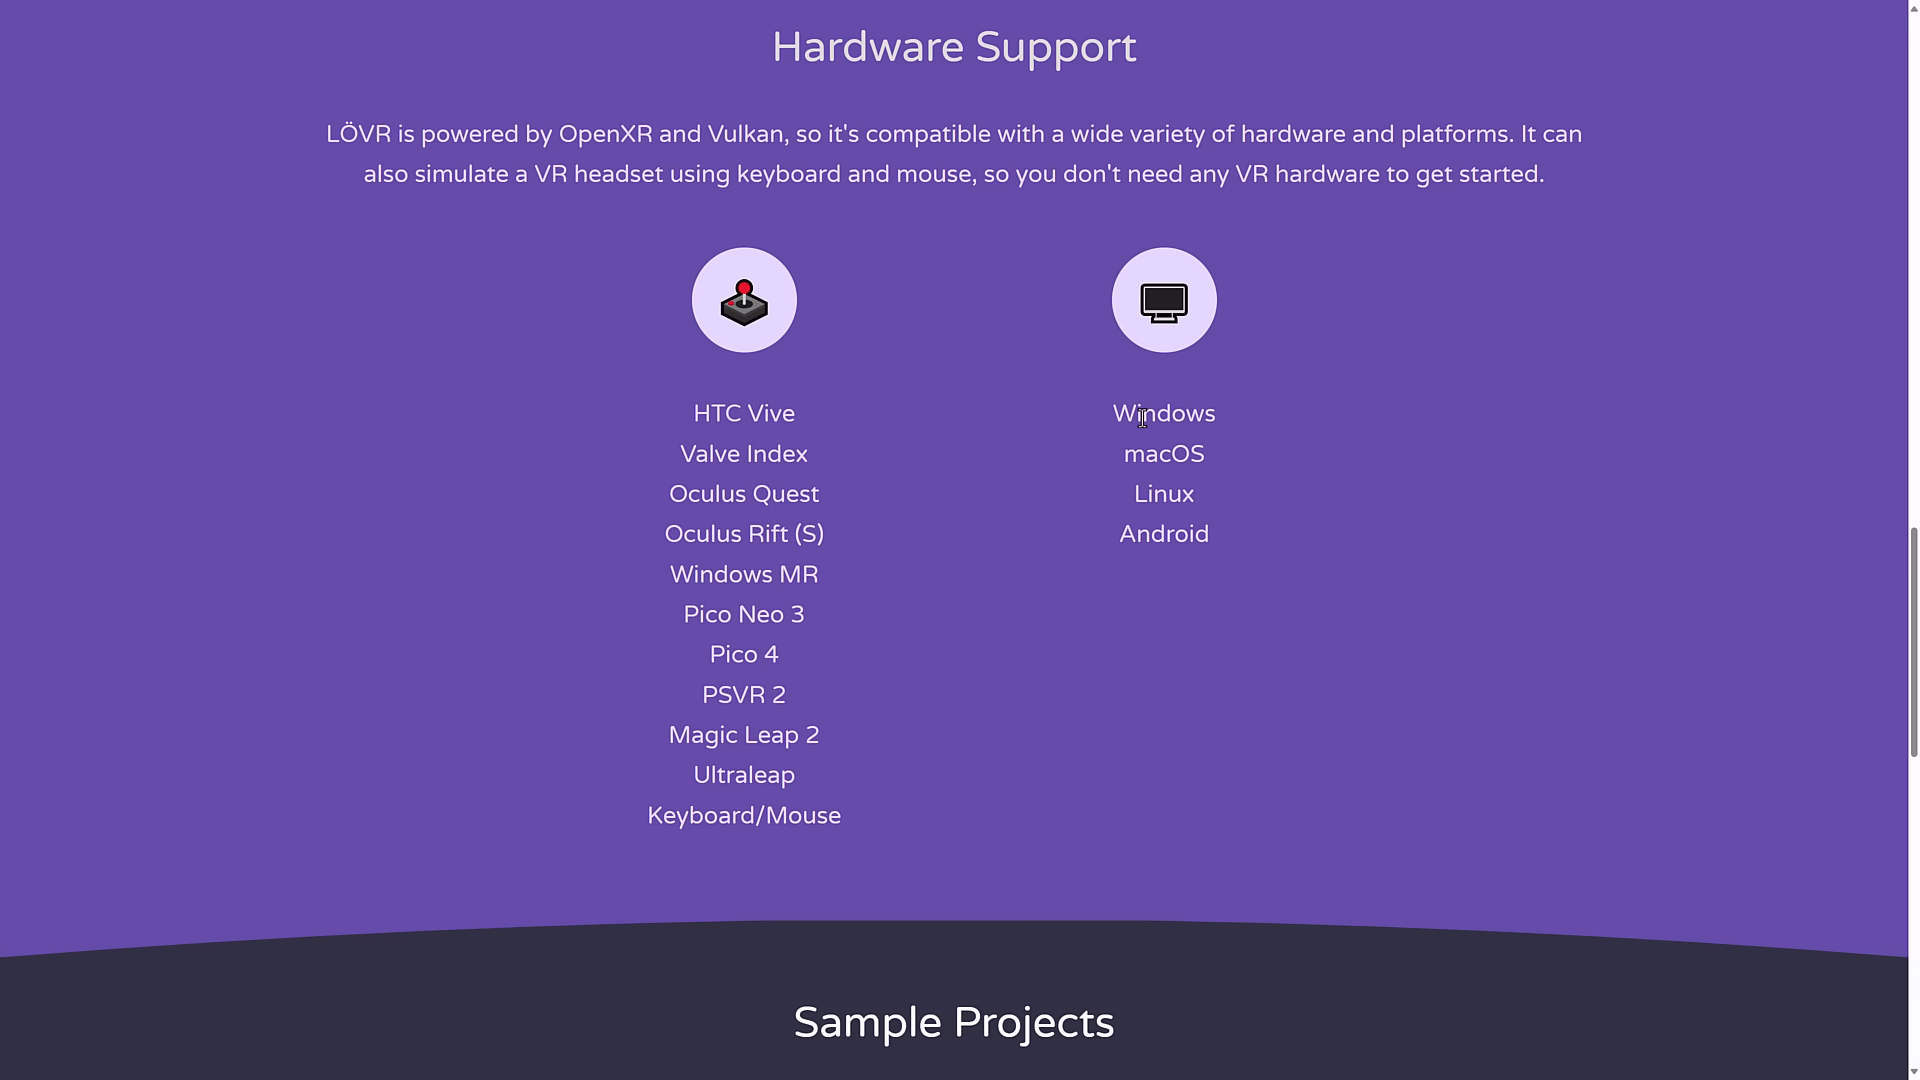 Hardware Support
LÖVR is powered by OpenXR and Vulkan, so it's compatible with a wide variety of hardware and platforms. It can
also simulate a VR headset using keyboard and mouse, so you don't need any VR hardware to get started.
HTC Vive
Valve Index
Oculus Quest
Oculus Rift (S)
Windows MR
Pico Neo 3
Pico 4
PSVR 2
Magic Leap 2
Ultraleap
Keyboard/Mouse
Windows
macOS
Linux
Android
Sample Projects